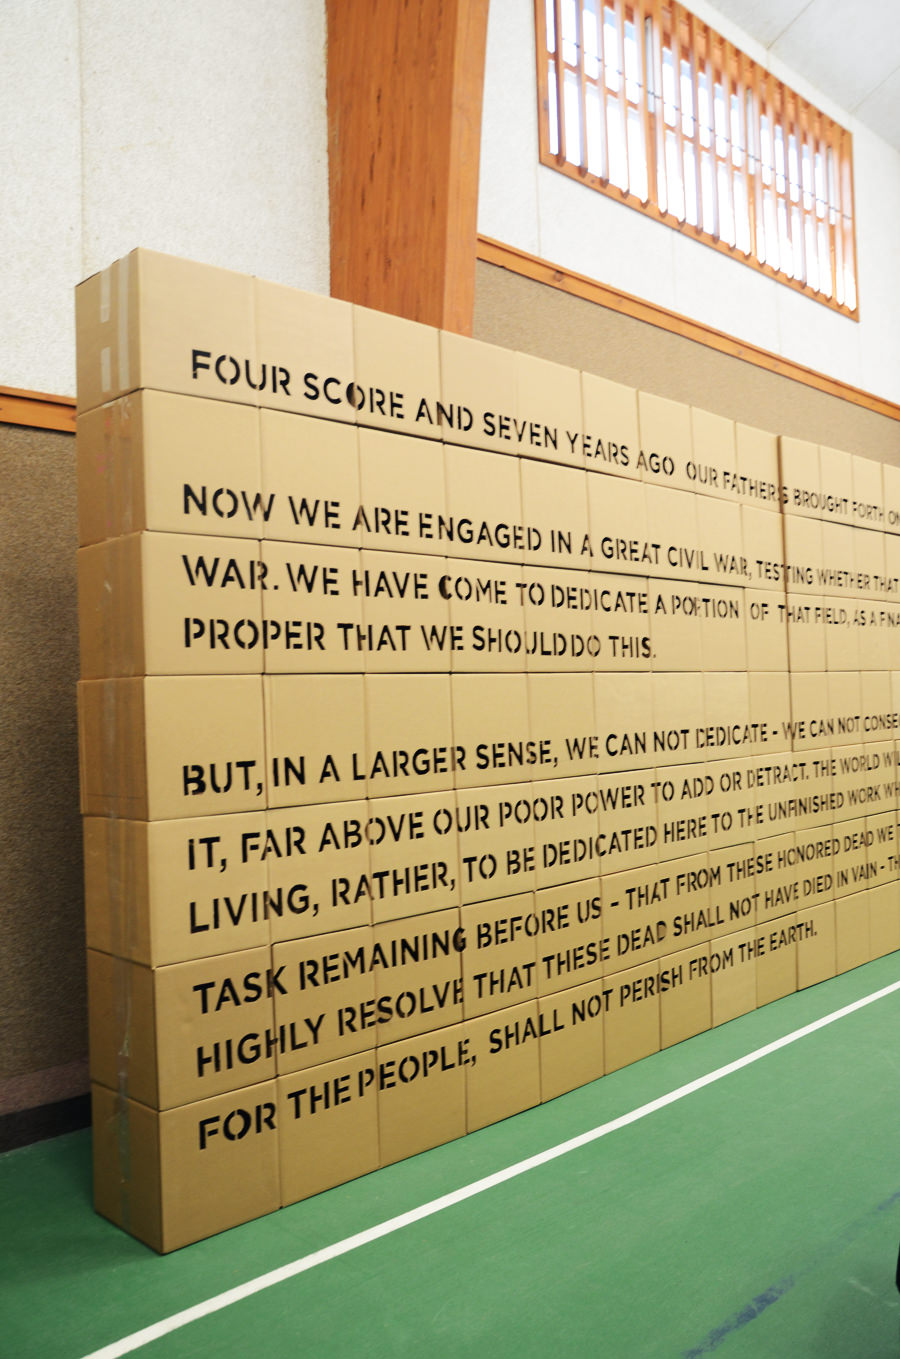 FOUR SCORE AND SEVEN YEARS AGO OUR FATHERS BROUGHT FORTH ON
NOW WE ARE ENGAGED IN A GREAT CIVIL WAR, TESTING WHETHER THAT
WAR. WE HAVE COME TO DEDICATE A PORTION OF THAT FIELD, AS A FINA
PROPER THAT WE SHOULD DO THIS.
BUT, IN A LARGER SENSE, WE CAN NOT DEDICATE - WE CAN NOT CONSE
IT, FAR ABOVE OUR POOR POWER TO ADD OR DETRACT. THE WORLD WIL
LIVING, RATHER, TO BE DEDICATED HERE TO THE UNFINISHED WORK WH
TASK REMAINING BEFORE US - THAT FROM THESE HONORED DEAD WE T
HIGHLY RESOLVE THAT THESE DEAD SHALL NOT HAVE DIED IN VAIN - TH
FOR THE PEOPLE, SHALL NOT PERISH FROM THE EARTH.